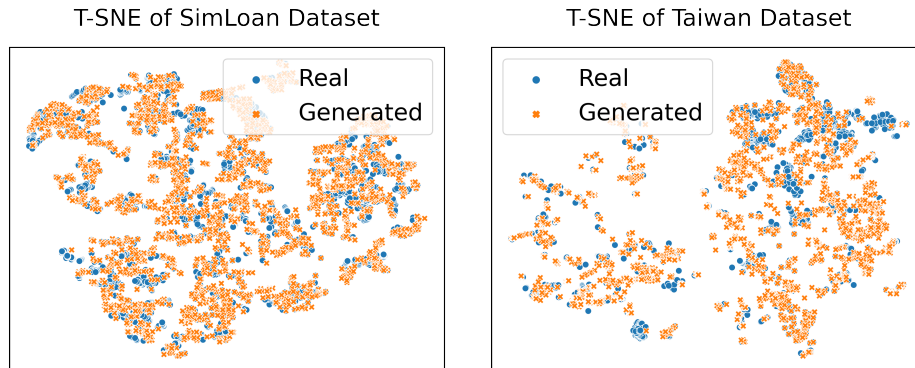 T-SNE of SimLoan Dataset
Real
Generated
T-SNE of Taiwan Dataset
Real
Generated